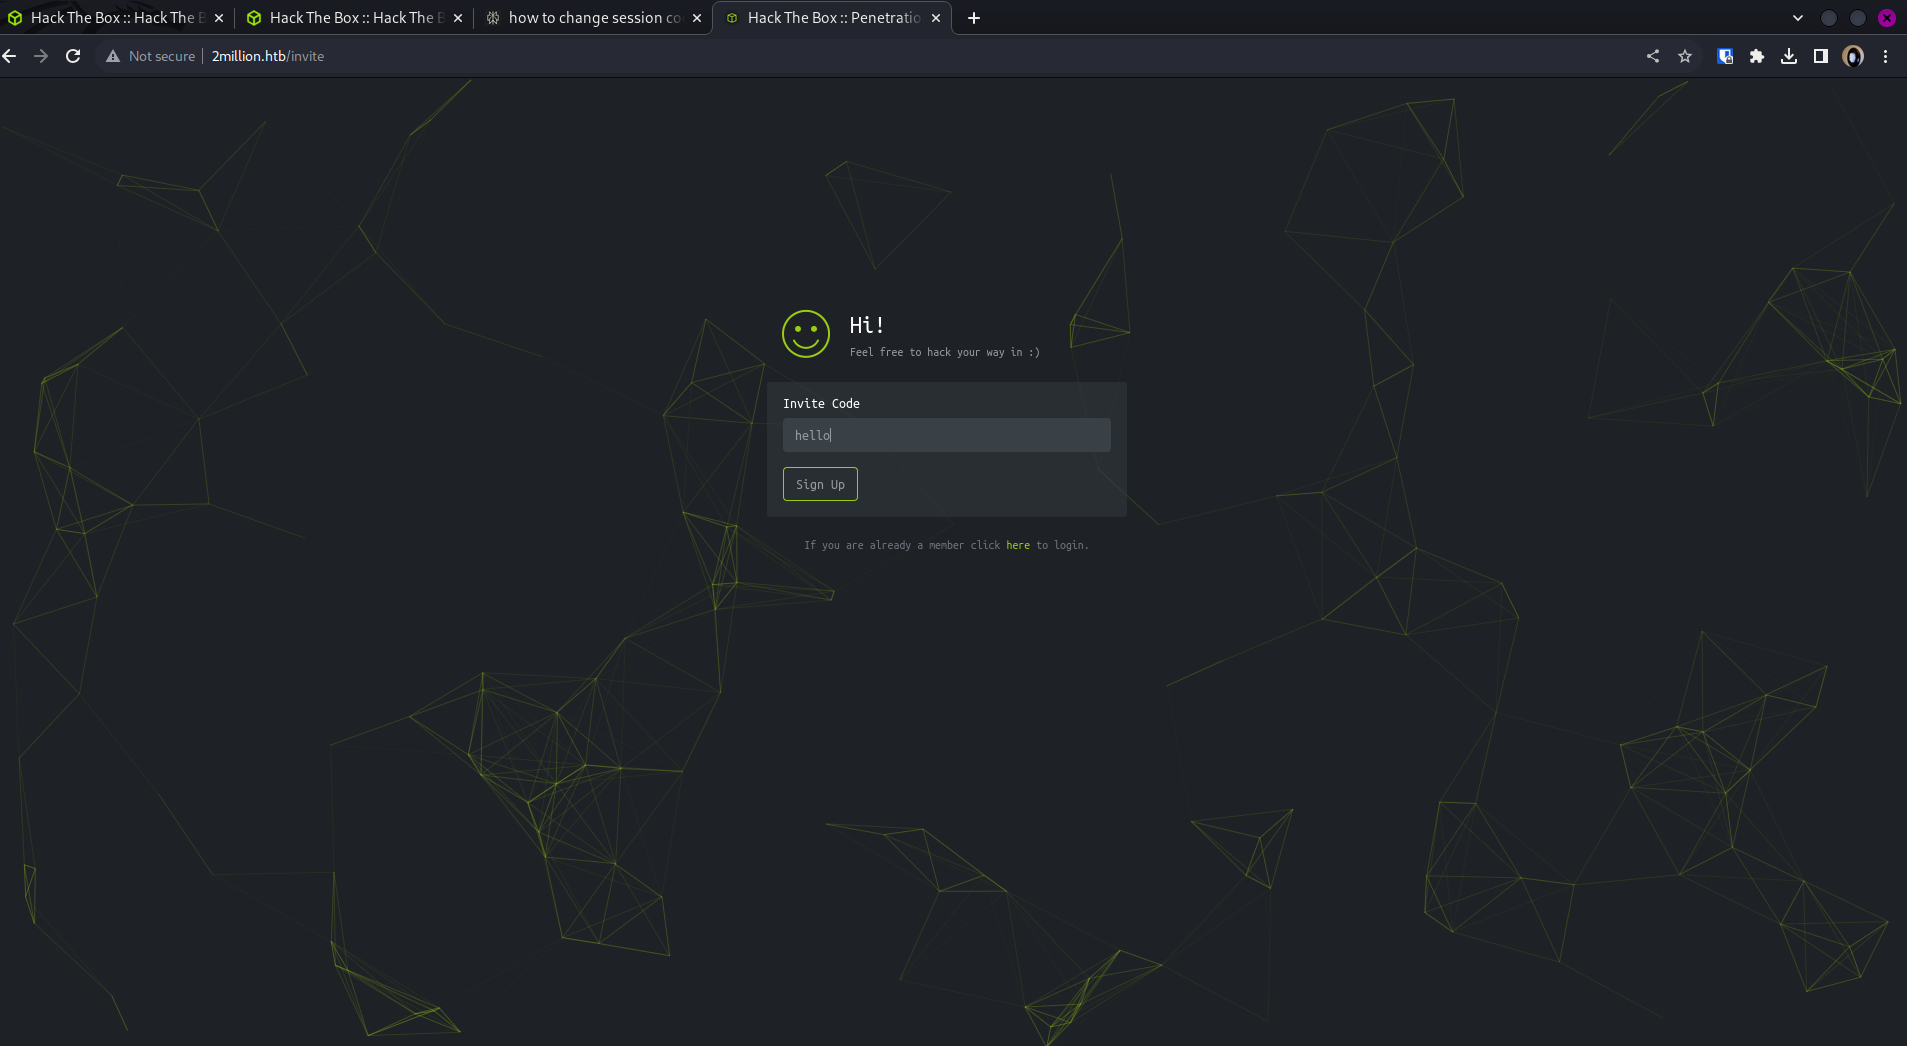 Hack The Box :: Hack The B
Hack The Box :: Hack The B
how to change session co
Hack The Box :: Penetratio
Not secure
2million.htb/invite
Hi!
Feel free to hack your way in :)
Invite Code
hello
Sign Up
If you are already a member click here to login.